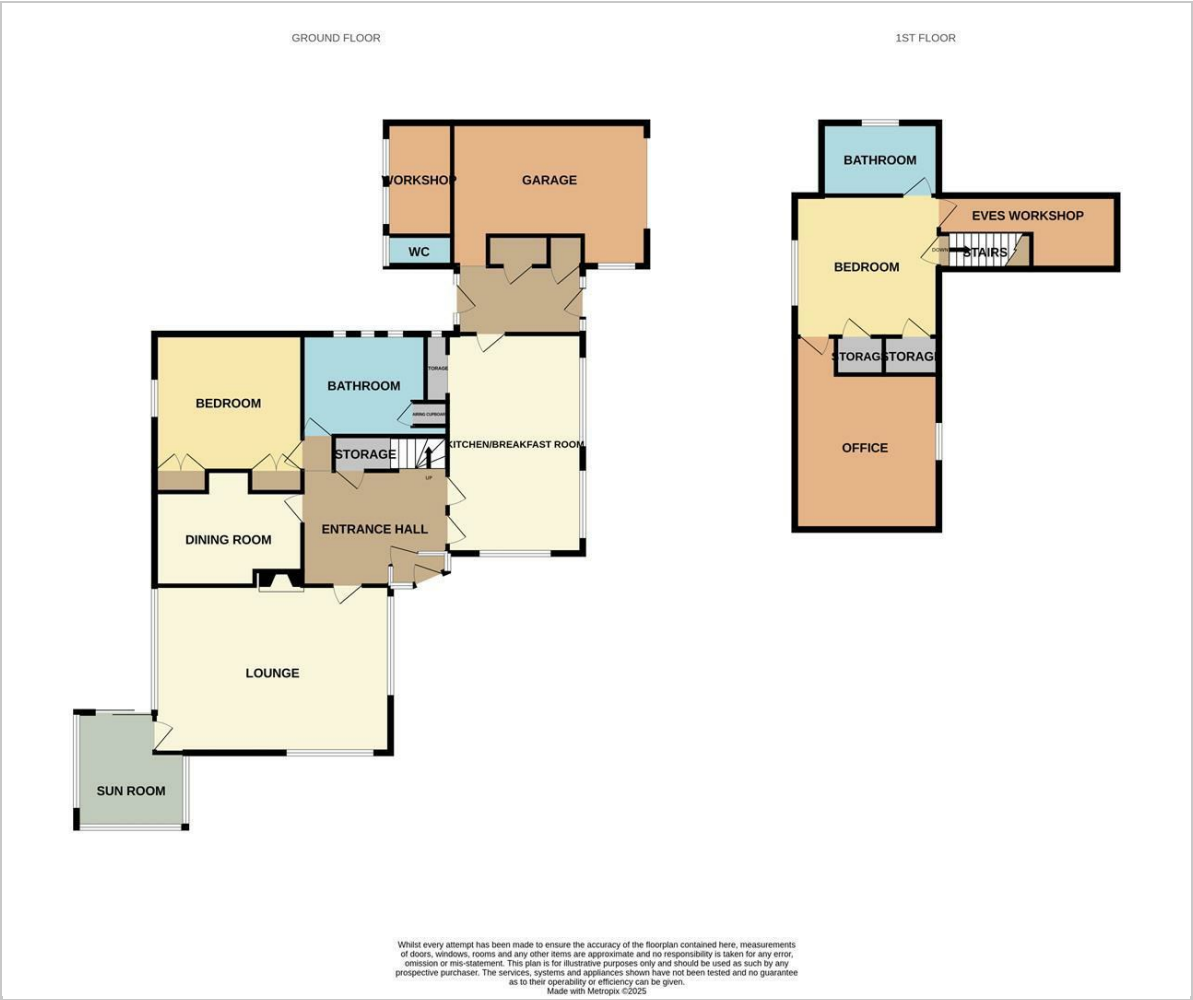 GROUND FLOOR
1ST FLOOR
WORKSHOP
GARAGE
WC
BEDROOM
BATHROOM
STORAGE
AIRING CUPBOARD
KITCHEN/BREAKFAST ROOM
STORAGE
UP
DINING ROOM
ENTRANCE HALL
LOUNGE
SUN ROOM
BATHROOM
EVES WORKSHOP
BEDROOM
DOWN
STAIRS
STORAGE
STORAGE
OFFICE
Whilst every attempt has been made to ensure the accuracy of the floorplan contained here, measurements
of doors, windows, rooms and any other items are approximate and no responsibility is taken for any error,
omission or mis-statement. This plan is for illustrative purposes only and should be used as such by any
prospective purchaser. The services, systems and appliances shown have not been tested and no guarantee
as to their operability or efficiency can be given.
Made with Metropix ©2025